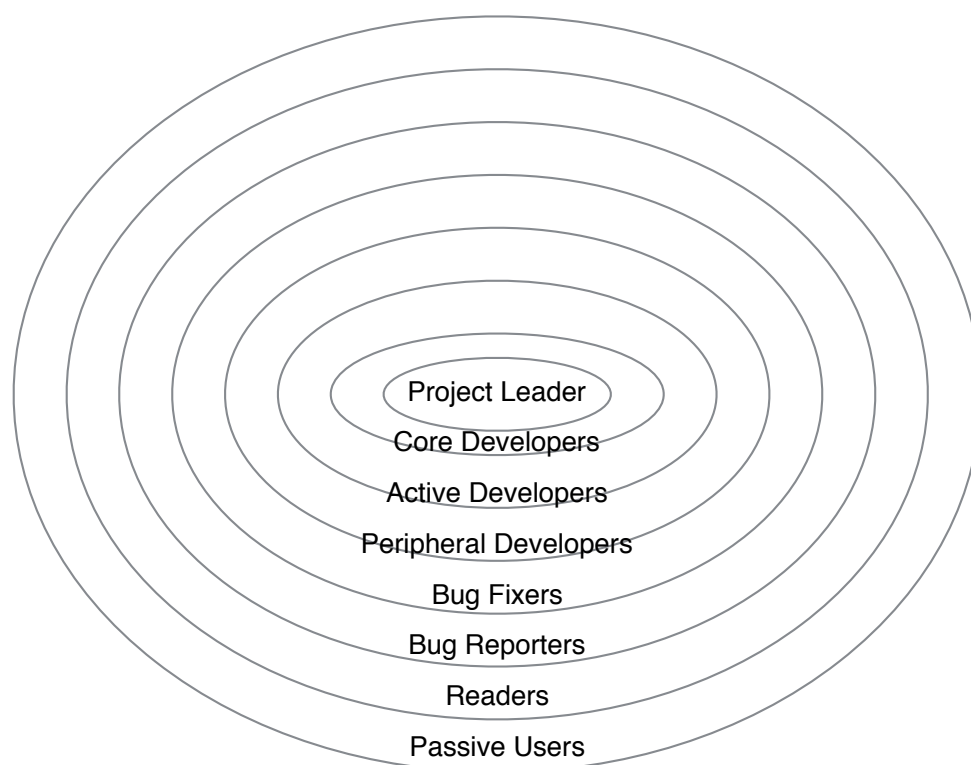 Project Leader
Core Developers
Active Developers
Peripheral Developers
Bug Fixers
Bug Reporters
Readers
Passive Users